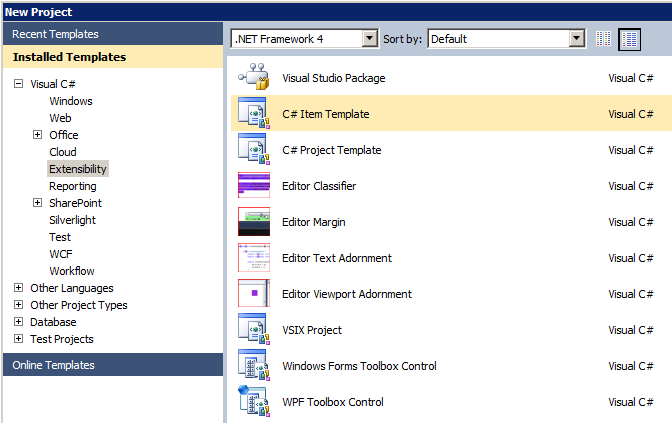 New Project
Recent Templates
Installed Templates
Visual C#
Windows
Web
Office
Cloud
Extensibility
Reporting
SharePoint
Silverlight
Test
WCF
Workflow
Other Languages
Other Project Types
Database
Test Projects
Online Templates
.NET Framework 4 Sort by: Default
Visual Studio Package Visual C#
C# Item Template Visual C#
C# Project Template Visual C#
Editor Classifier Visual C#
Editor Margin Visual C#
Editor Text Adornment Visual C#
Editor Viewport Adornment Visual C#
VSIX Project Visual C#
Windows Forms Toolbox Control Visual C#
WPF Toolbox Control Visual C#